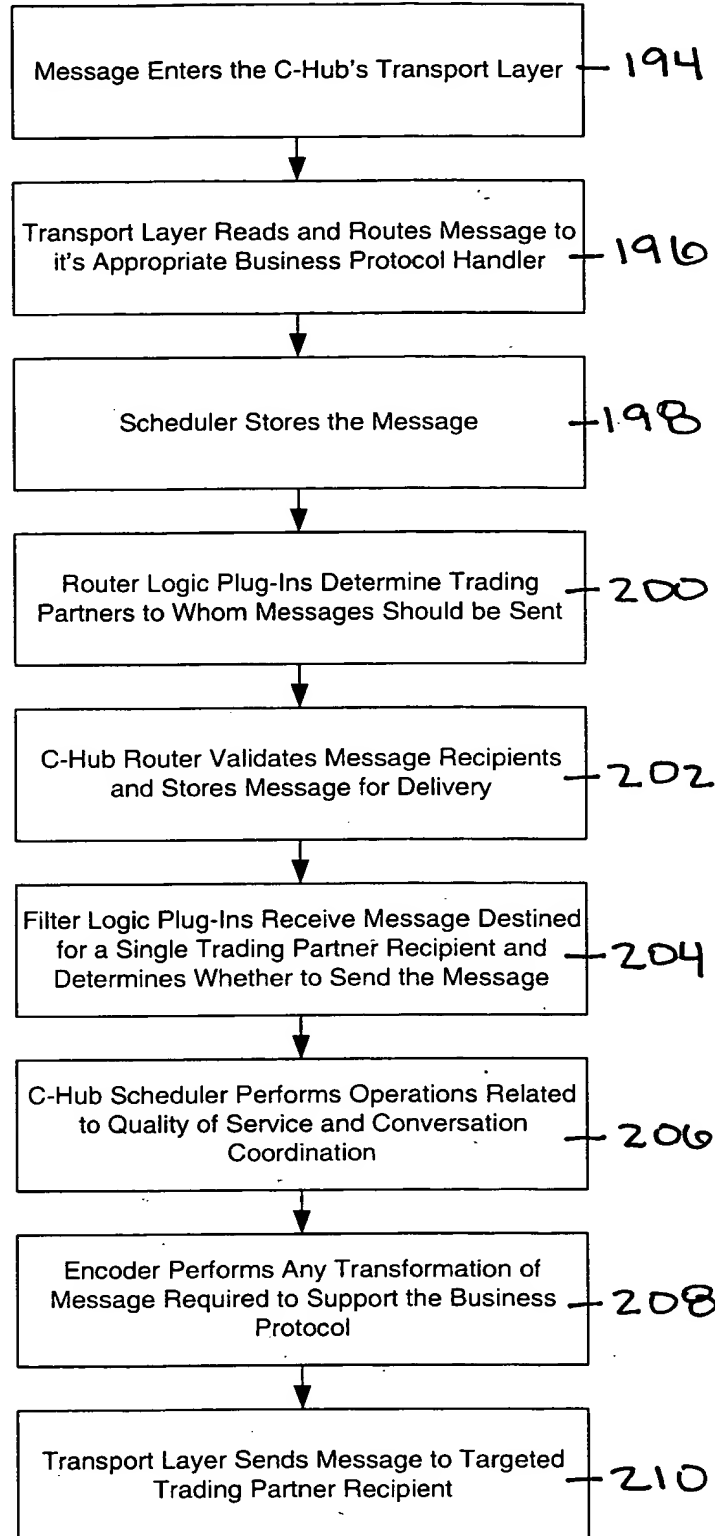 Message Enters the C-Hub's Transport Layer
194
Transport Layer Reads and Routes Message to
it's Appropriate Business Protocol Handler
196
Scheduler Stores the Message
198
Router Logic Plug-Ins Determine Trading
Partners to Whom Messages Should be Sent
200
C-Hub Router Validates Message Recipients
and Stores Message for Delivery
202
Filter Logic Plug-Ins Receive Message Destined
for a Single Trading Partner Recipient and
Determines Whether to Send the Message
204
C-Hub Scheduler Performs Operations Related
to Quality of Service and Conversation
Coordination
206
Encoder Performs Any Transformation of
Message Required to Support the Business
Protocol
208
Transport Layer Sends Message to Targeted
Trading Partner Recipient
210